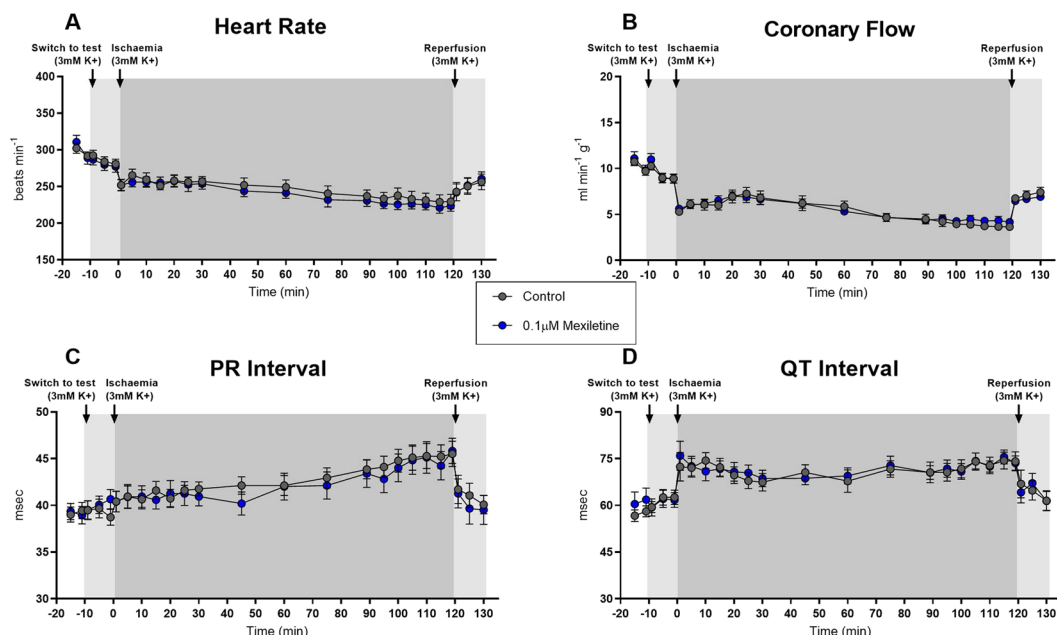 A
Heart Rate
Switch to test
(3mM K+)
Ischaemia
(3mM K+)
Reperfusion
(3mM K+)
400
350
300
250
200
150
beats min⁻¹
-20 -10 0 10 20 30 40 50 60 70 80 90 100 110 120 130
Time (min)
B
Coronary Flow
Switch to test
(3mM K+)
Ischaemia
(3mM K+)
Reperfusion
(3mM K+)
20
15
10
5
0
ml min⁻¹ g⁻¹
-20 -10 0 10 20 30 40 50 60 70 80 90 100 110 120 130
Time (min)
Control
0.1μM Mexiletine
C
PR Interval
Switch to test
(3mM K+)
Ischaemia
(3mM K+)
Reperfusion
(3mM K+)
50
45
40
35
30
msec
-20 -10 0 10 20 30 40 50 60 70 80 90 100 110 120 130
Time (min)
D
QT Interval
Switch to test
(3mM K+)
Ischaemia
(3mM K+)
Reperfusion
(3mM K+)
90
75
60
45
30
msec
-20 -10 0 10 20 30 40 50 60 70 80 90 100 110 120 130
Time (min)